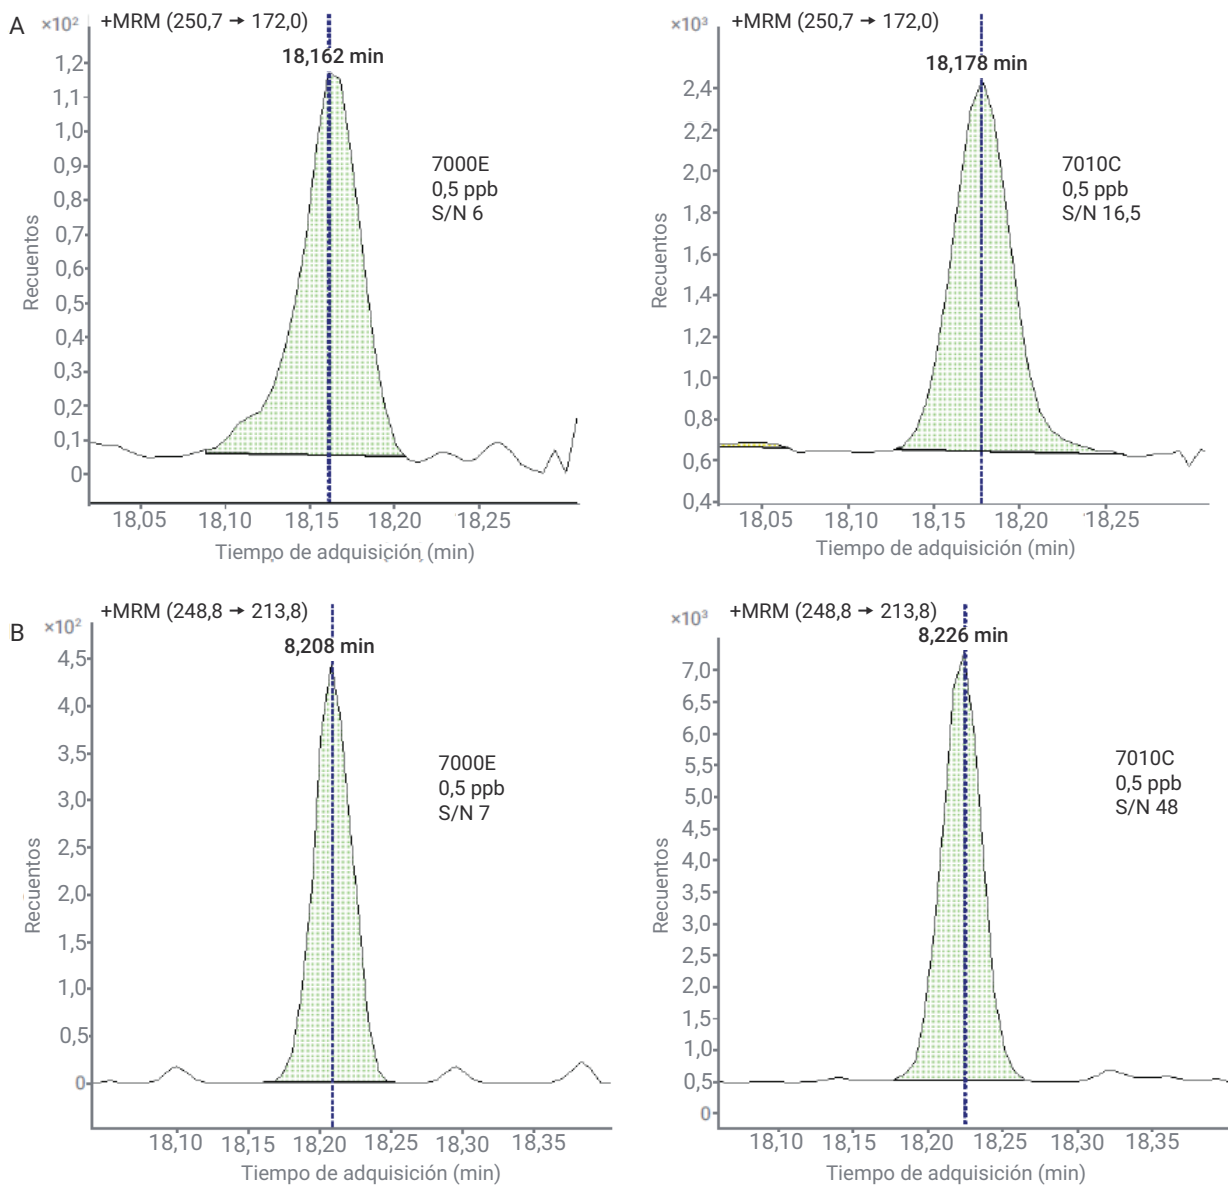 A
×10²
+MRM (250,7 → 172,0)
18,162 min
1,2
1,1
1,0
0,9
0,8
0,7
0,6
0,5
0,4
0,3
0,2
0,1
0
Recuentos
7000E
0,5 ppb
S/N 6
18,05
18,10
18,15
18,20
18,25
Tiempo de adquisición (min)
×10³
+MRM (250,7 → 172,0)
18,178 min
2,4
2,2
2,0
1,8
1,6
1,4
1,2
1,0
0,8
0,6
0,4
Recuentos
7010C
0,5 ppb
S/N 16,5
18,05
18,10
18,15
18,20
18,25
Tiempo de adquisición (min)
B
×10²
+MRM (248,8 → 213,8)
8,208 min
4,5
4,0
3,5
3,0
2,5
2,0
1,5
1,0
0,5
0
Recuentos
7000E
0,5 ppb
S/N 7
18,10
18,15
18,20
18,25
18,30
18,35
Tiempo de adquisición (min)
×10³
+MRM (248,8 → 213,8)
8,226 min
7,0
6,5
6,0
5,5
5,0
4,5
4,0
3,5
3,0
2,5
2,0
1,5
1,0
0,5
0
Recuentos
7010C
0,5 ppb
S/N 48
18,10
18,15
18,20
18,25
18,30
18,35
Tiempo de adquisición (min)